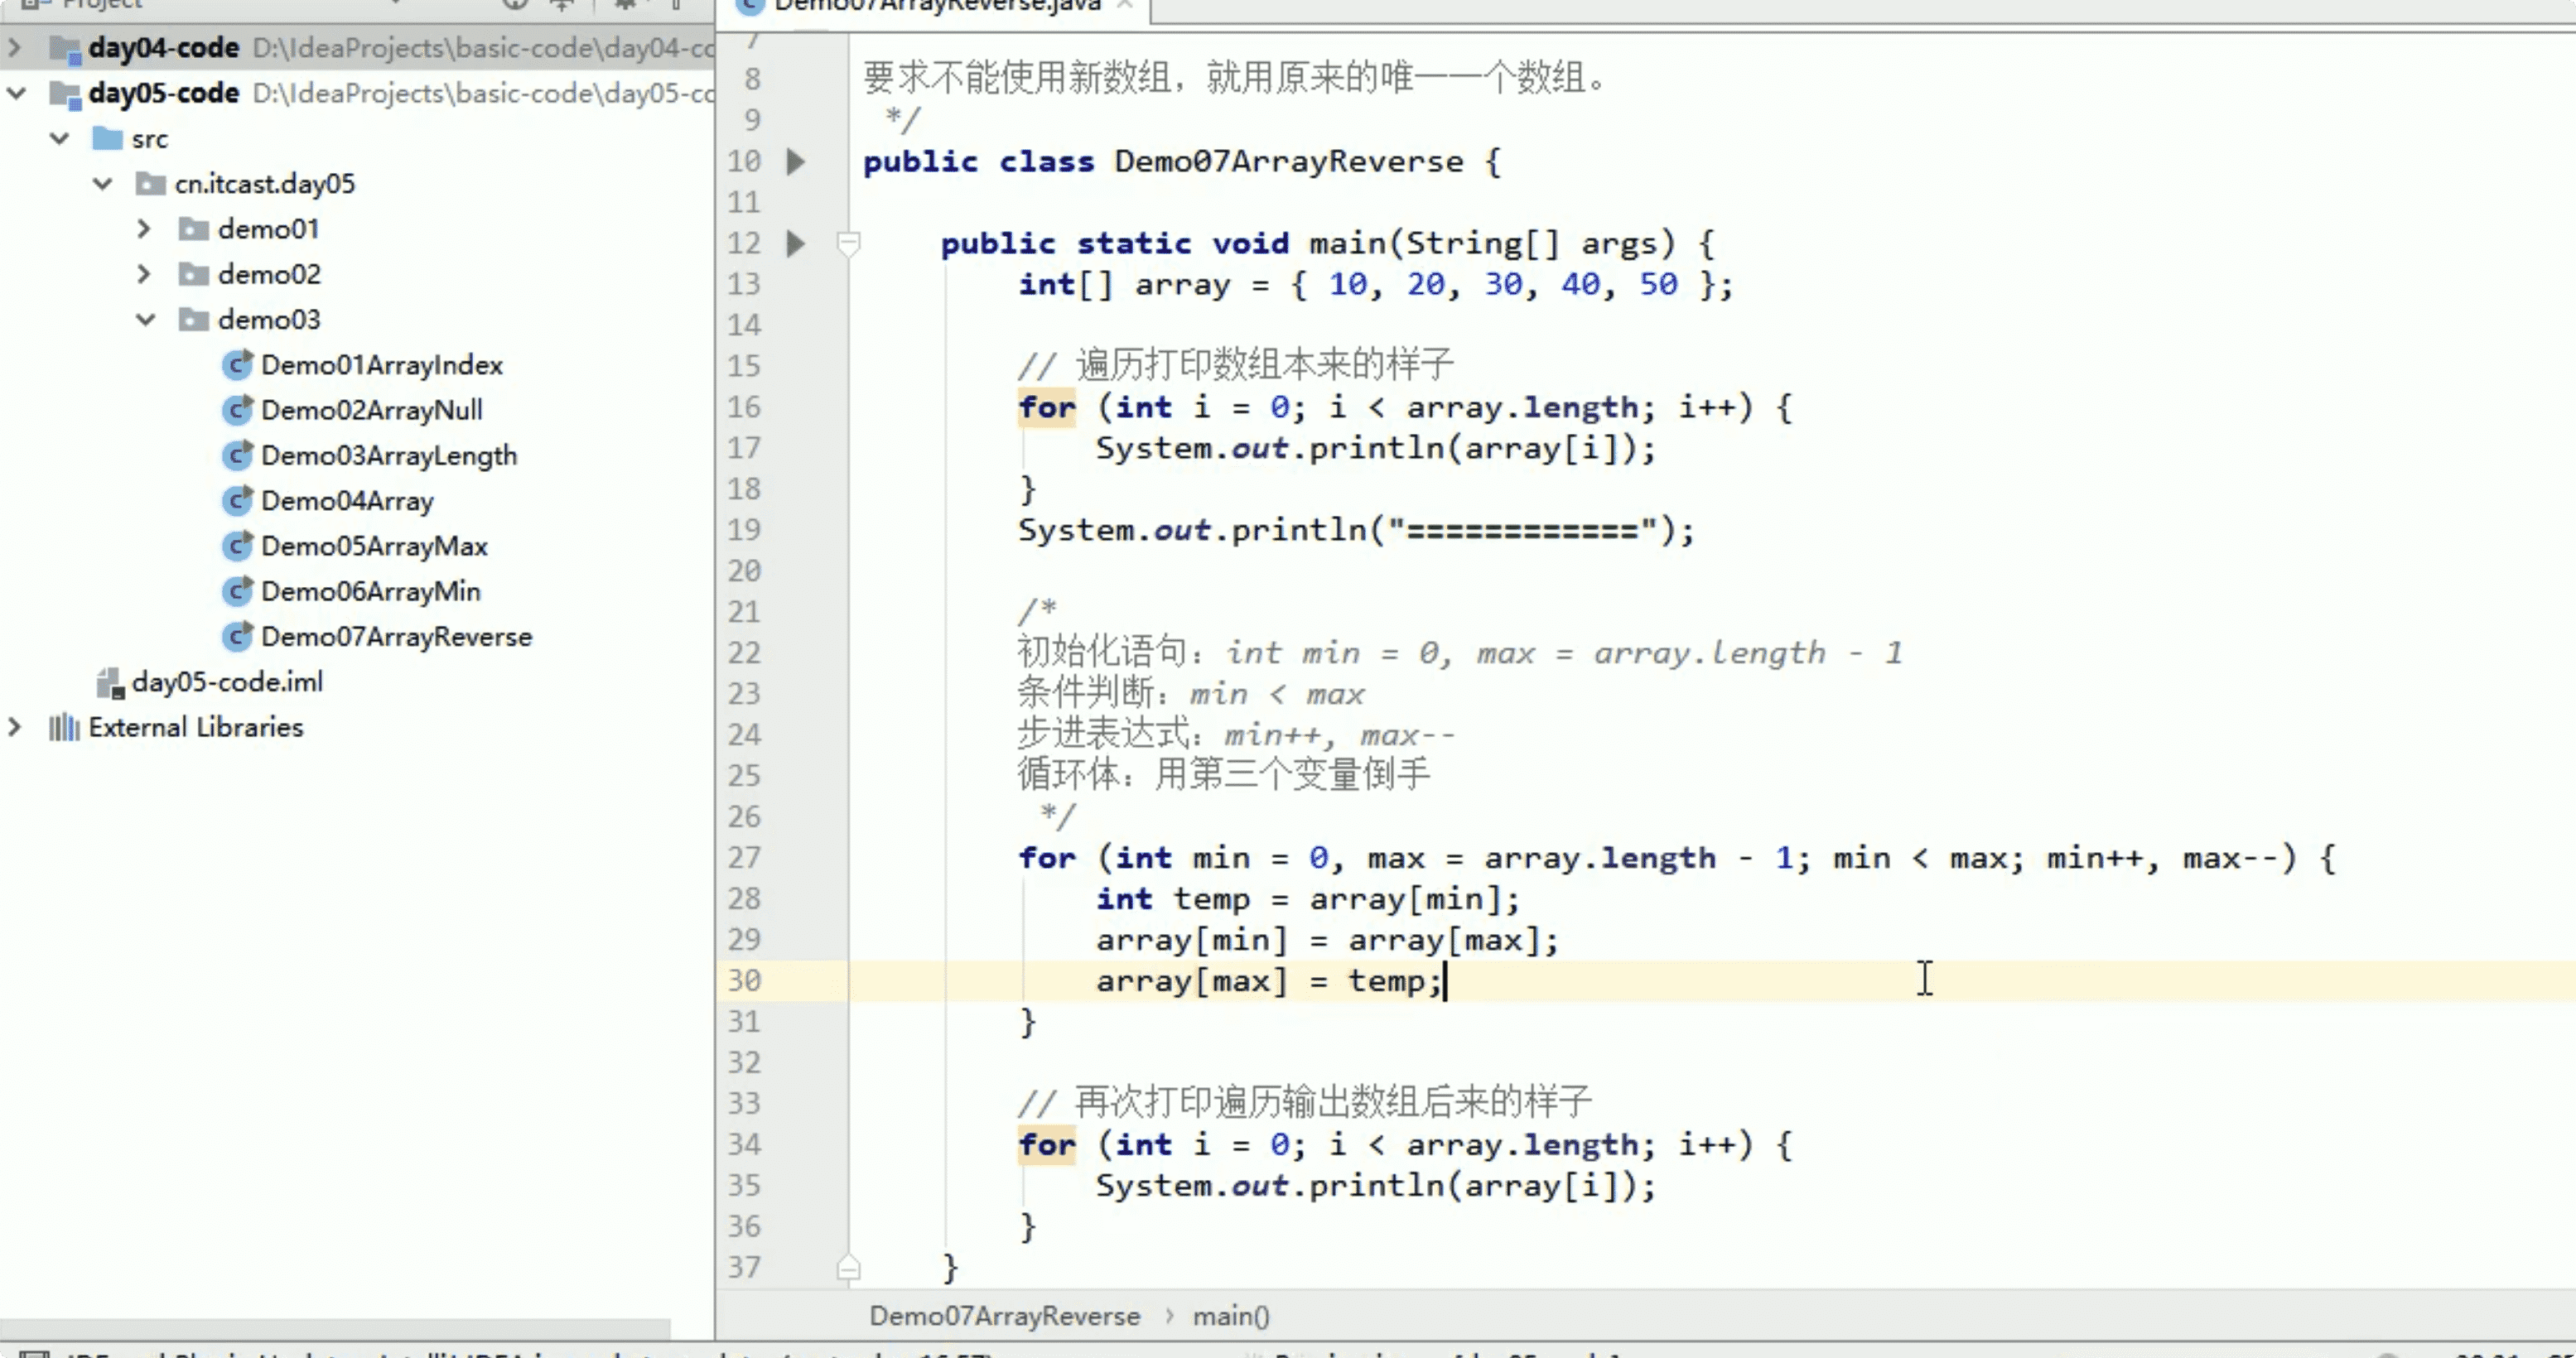 Project
Demo07ArrayReverse.java
day04-code D:\IdeaProjects\basic-code\day04-co
day05-code D:\IdeaProjects\basic-code\day05-co
src
cn.itcast.day05
demo01
demo02
demo03
Demo01ArrayIndex
Demo02ArrayNull
Demo03ArrayLength
Demo04Array
Demo05ArrayMax
Demo06ArrayMin
Demo07ArrayReverse
day05-code.iml
External Libraries
7
8 要求不能使用新数组，就用原来的唯一一个数组。
9 */
10 public class Demo07ArrayReverse {
11
12 public static void main(String[] args) {
13 int[] array = { 10, 20, 30, 40, 50 };
14
15 // 遍历打印数组本来的样子
16 for (int i = 0; i < array.length; i++) {
17 System.out.println(array[i]);
18 }
19 System.out.println("============");
20
21 /*
22 初始化语句：int min = 0, max = array.length - 1
23 条件判断：min < max
24 步进表达式：min++, max--
25 循环体：用第三个变量倒手
26 */
27 for (int min = 0, max = array.length - 1; min < max; min++, max--) {
28 int temp = array[min];
29 array[min] = array[max];
30 array[max] = temp;
31 }
32
33 // 再次打印遍历输出数组后来的样子
34 for (int i = 0; i < array.length; i++) {
35 System.out.println(array[i]);
36 }
37 }
Demo07ArrayReverse > main()